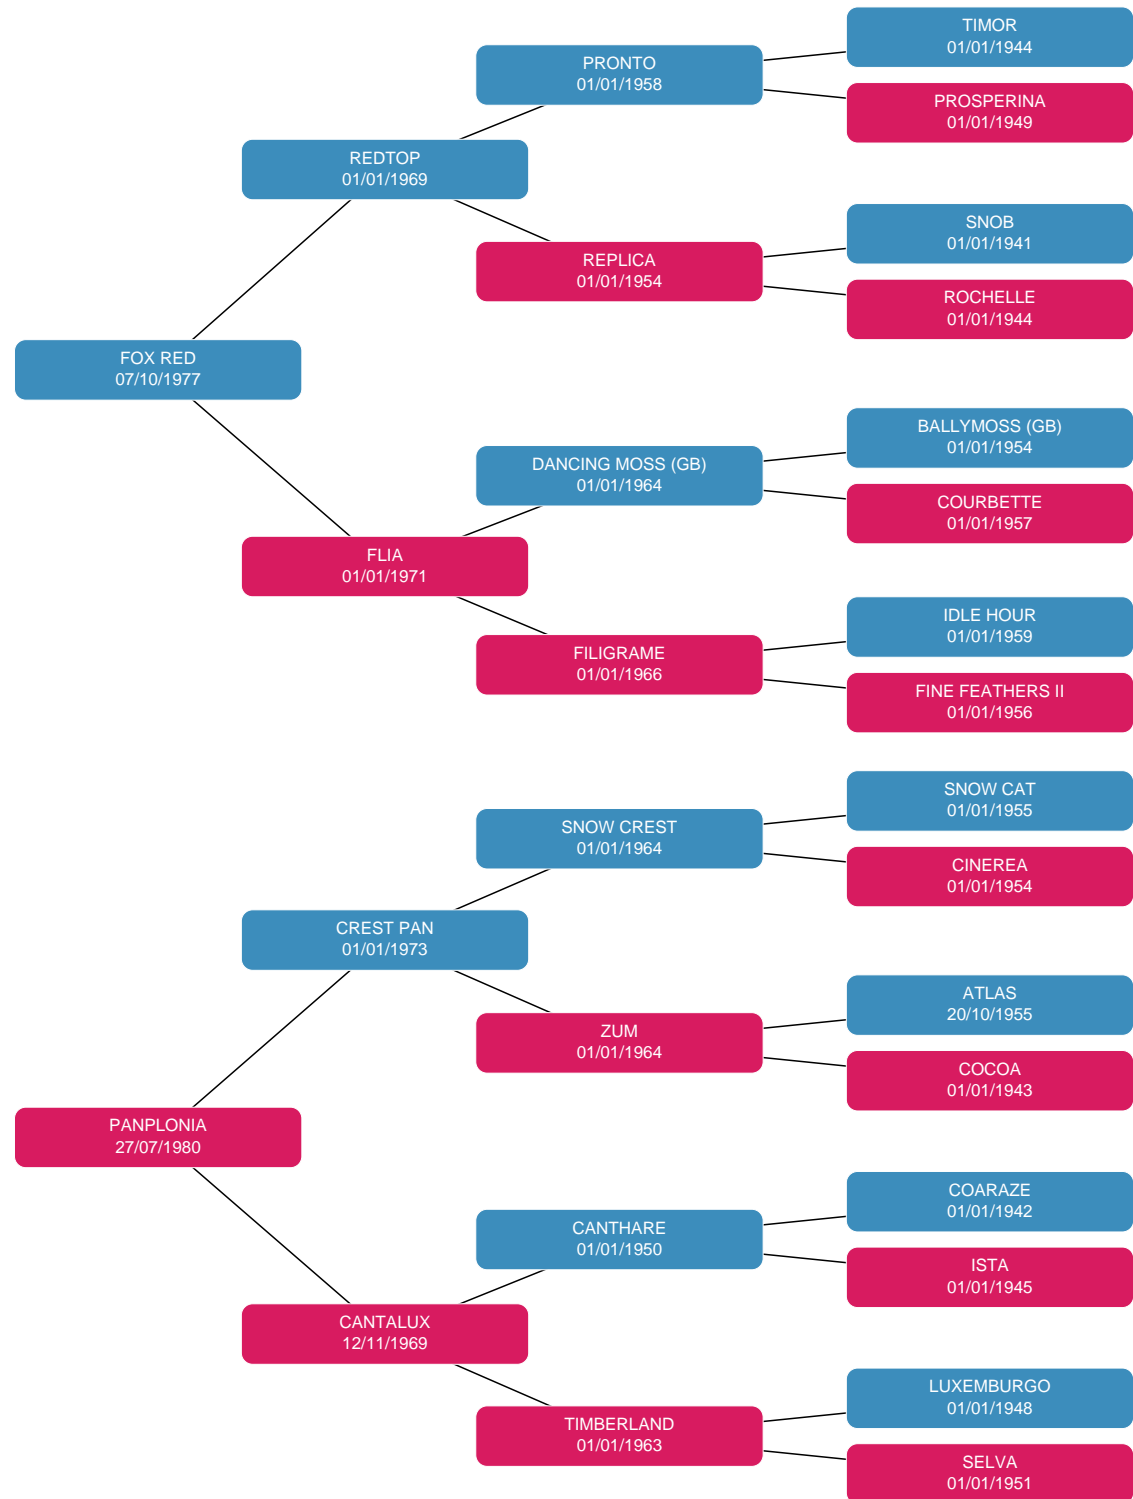 TIMOR
01/01/1944
PRONTO
01/01/1958
PROSPERINA
01/01/1949
REDTOP
01/01/1969
SNOB
01/01/1941
REPLICA
01/01/1954
ROCHELLE
01/01/1944
FOX RED
07/10/1977
BALLYMOSS (GB)
01/01/1954
DANCING MOSS (GB)
01/01/1964
COURBETTE
01/01/1957
FLIA
01/01/1971
IDLE HOUR
01/01/1959
FILIGRAME
01/01/1966
FINE FEATHERS II
01/01/1956
SNOW CAT
01/01/1955
SNOW CREST
01/01/1964
CINEREA
01/01/1954
CREST PAN
01/01/1973
ATLAS
20/10/1955
ZUM
01/01/1964
COCOA
01/01/1943
PANPLONIA
27/07/1980
COARAZE
01/01/1942
CANTHARE
01/01/1950
ISTA
01/01/1945
CANTALUX
12/11/1969
LUXEMBURGO
01/01/1948
TIMBERLAND
01/01/1963
SELVA
01/01/1951